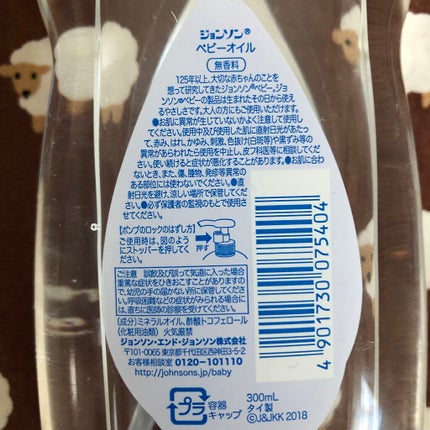 ジョンソン®
ベビーオイル
無香料
125年以上、大切な赤ちゃんのことを
想って研究してきたジョンソン®ベビー。ジョ
ンソン®ベビーの製品は生まれたその日から使え
るやさしさです。大人の方にもご使用いただけます。
●お肌に異常が生じていないかよく注意して使用し
てください。使用中及び使用した肌に直射日光があたっ
て、赤み、はれ、かゆみ、刺激、色抜け(白斑等)や黒ずみ等の
異常があらわれたら使用を中止し、皮フ科医等に相談してくだ
さい。使い続けると症状が悪化することがあります。●お肌に合わ
ないとき、また、傷、腫物、発疹等異常の
ある部位には使わないでください。●直
射日光を避け、涼しい場所で保管してくだ
さい。●必ず保護者の監視のもとで使用さ
せてください。
【ポンプのロックのはずし方】
ご使用時は、図のよう
にストッパーを押してく
ださい。
押す
ご注意 誤飲及び誤って気道に入った場合
重篤な症状をひきおこすことがあります
ので、幼児の手の届かない所に保管してください。
呼吸困難などの症状がみられる場合に
は、直ちに医師の診察を受けてください。
(成分)ミネラルオイル、酢酸トコフェロール
(化粧用油類) 火気厳禁
ジョンソン・エンド・ジョンソン株式会社
〒101-0065 東京都千代田区西神田3-5-2
お客様相談室 0120-101110
http://johnsons.jp/baby
4901730075404
プラ
容器
キャップ
300mL
タイ製
©J&JKK 2018